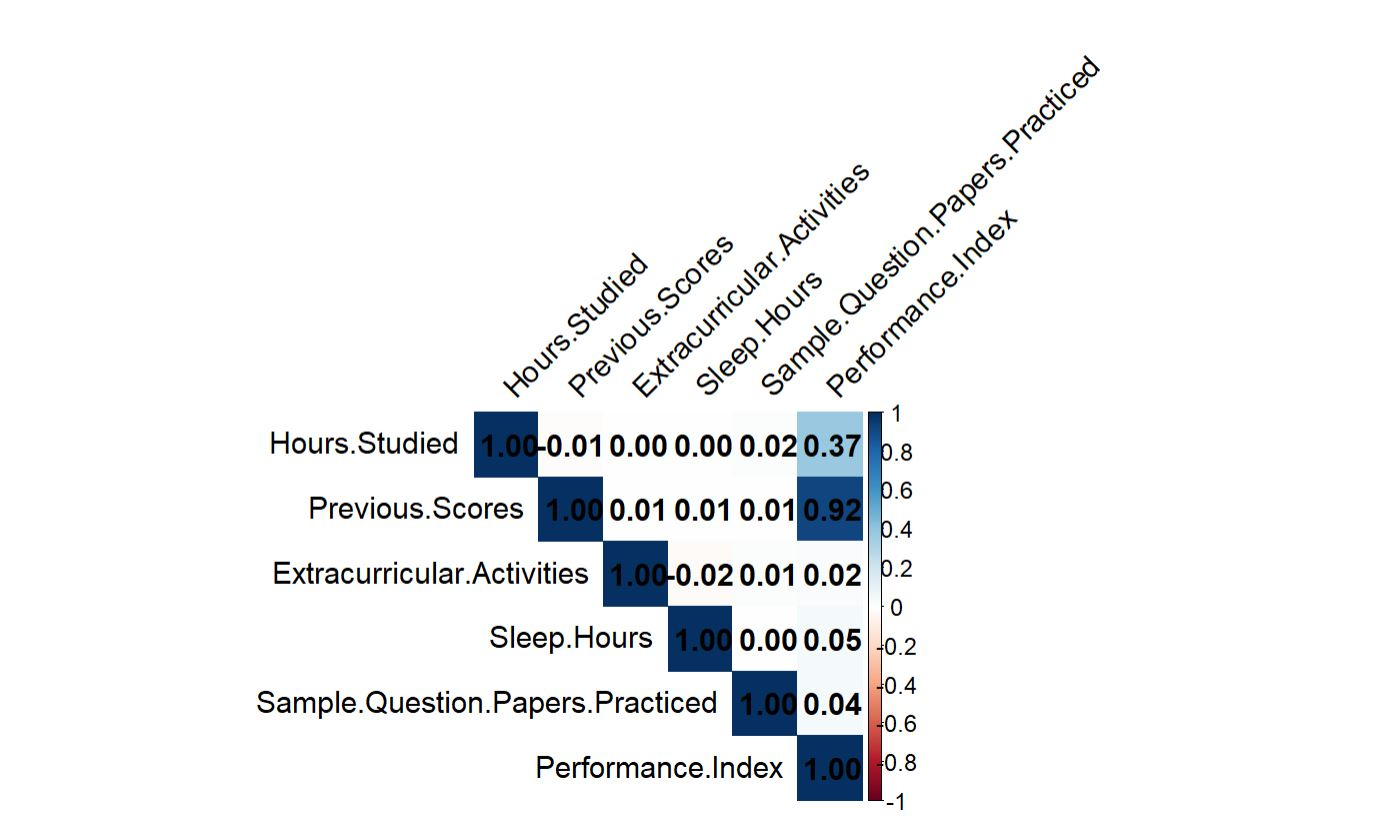 Hours.Studied
Previous.Scores
Extracurricular.Activities
Sleep.Hours
Sample.Question.Papers.Practiced
Performance.Index
Hours.Studied 1.00 -0.01 0.00 0.00 0.02 0.37
Previous.Scores 1.00 0.01 0.01 0.01 0.92
Extracurricular.Activities 1.00 -0.02 0.01 0.02
Sleep.Hours 1.00 0.00 0.05
Sample.Question.Papers.Practiced 1.00 0.04
Performance.Index 1.00
1
0.8
0.6
0.4
0.2
0
-0.2
-0.4
-0.6
-0.8
-1